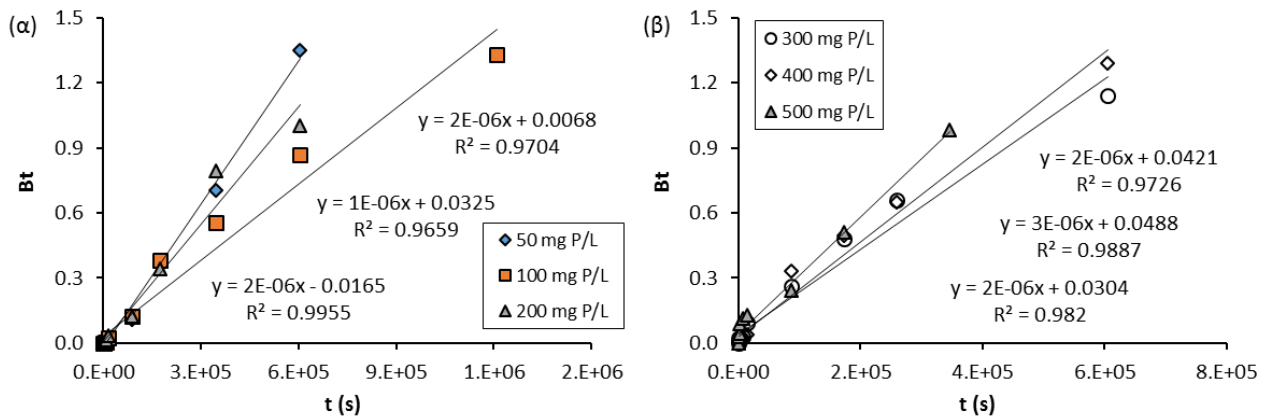 (α)
1.5
1.2
0.9
0.6
0.3
0.0
Bt
y = 2E-06x + 0.0068
R² = 0.9704
y = 1E-06x + 0.0325
R² = 0.9659
y = 2E-06x - 0.0165
R² = 0.9955
50 mg P/L
100 mg P/L
200 mg P/L
0.E+00 3.E+05 6.E+05 9.E+05 1.E+06 2.E+06
t (s)
(β)
1.5
1.2
0.9
0.6
0.3
0.0
Bt
300 mg P/L
400 mg P/L
500 mg P/L
y = 2E-06x + 0.0421
R² = 0.9726
y = 3E-06x + 0.0488
R² = 0.9887
y = 2E-06x + 0.0304
R² = 0.982
0.E+00 2.E+05 4.E+05 6.E+05 8.E+05
t (s)